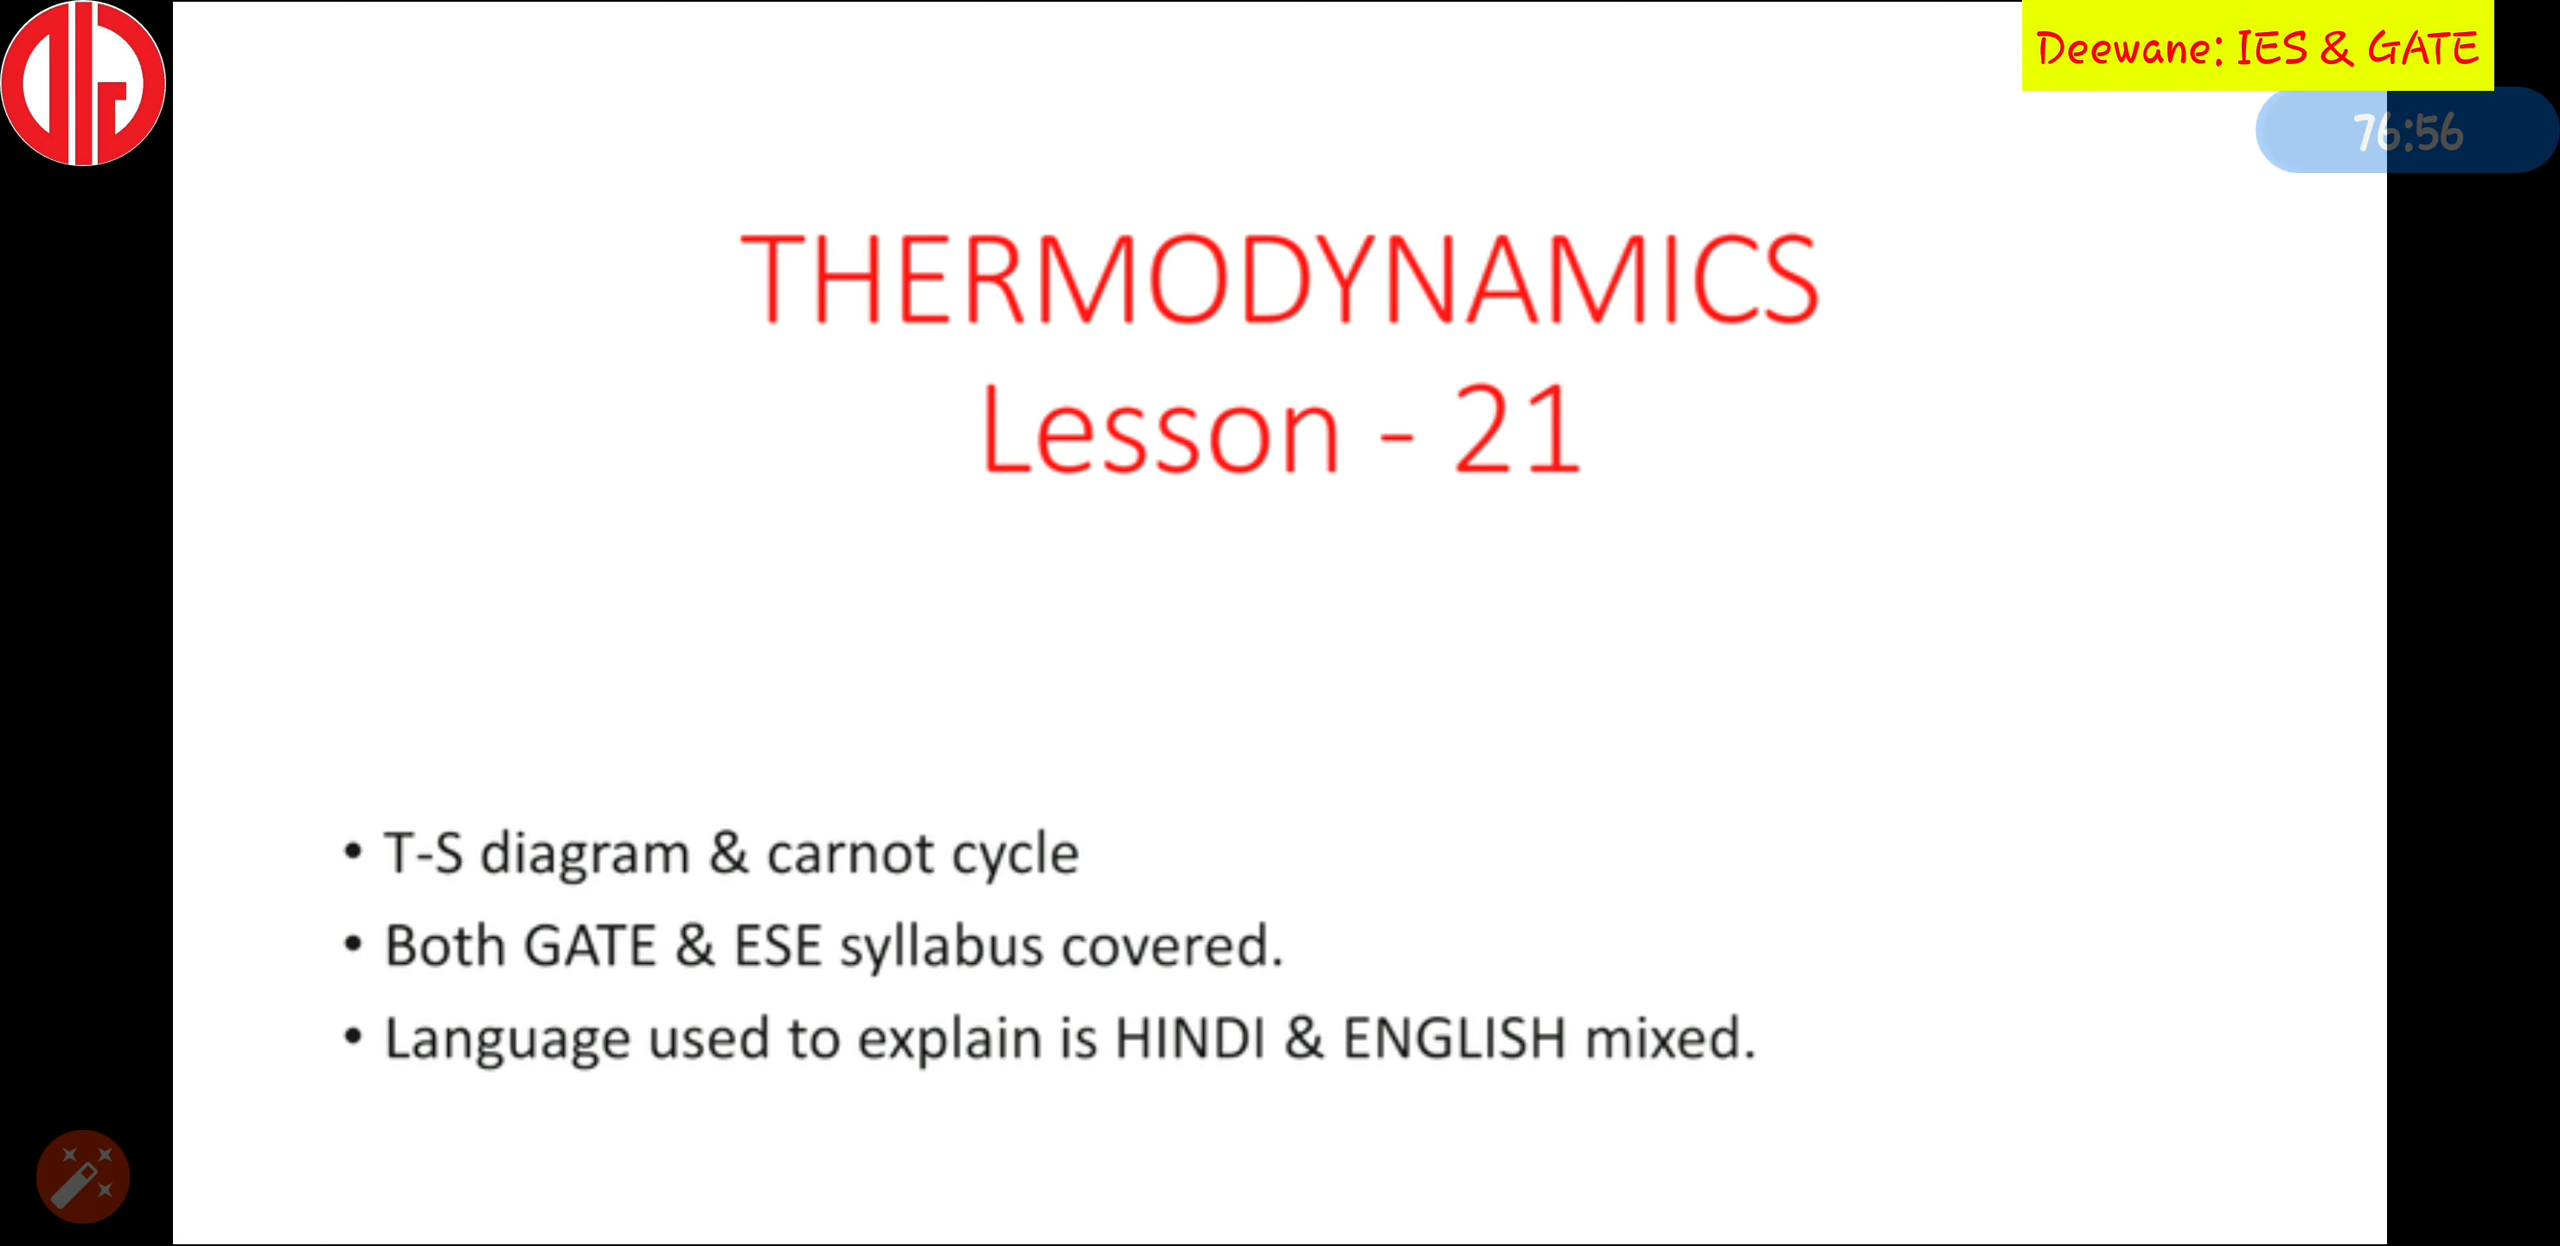 Deewane: IES & GATE
76:56
THERMODYNAMICS
Lesson - 21
• T-S diagram & carnot cycle
• Both GATE & ESE syllabus covered.
• Language used to explain is HINDI & ENGLISH mixed.